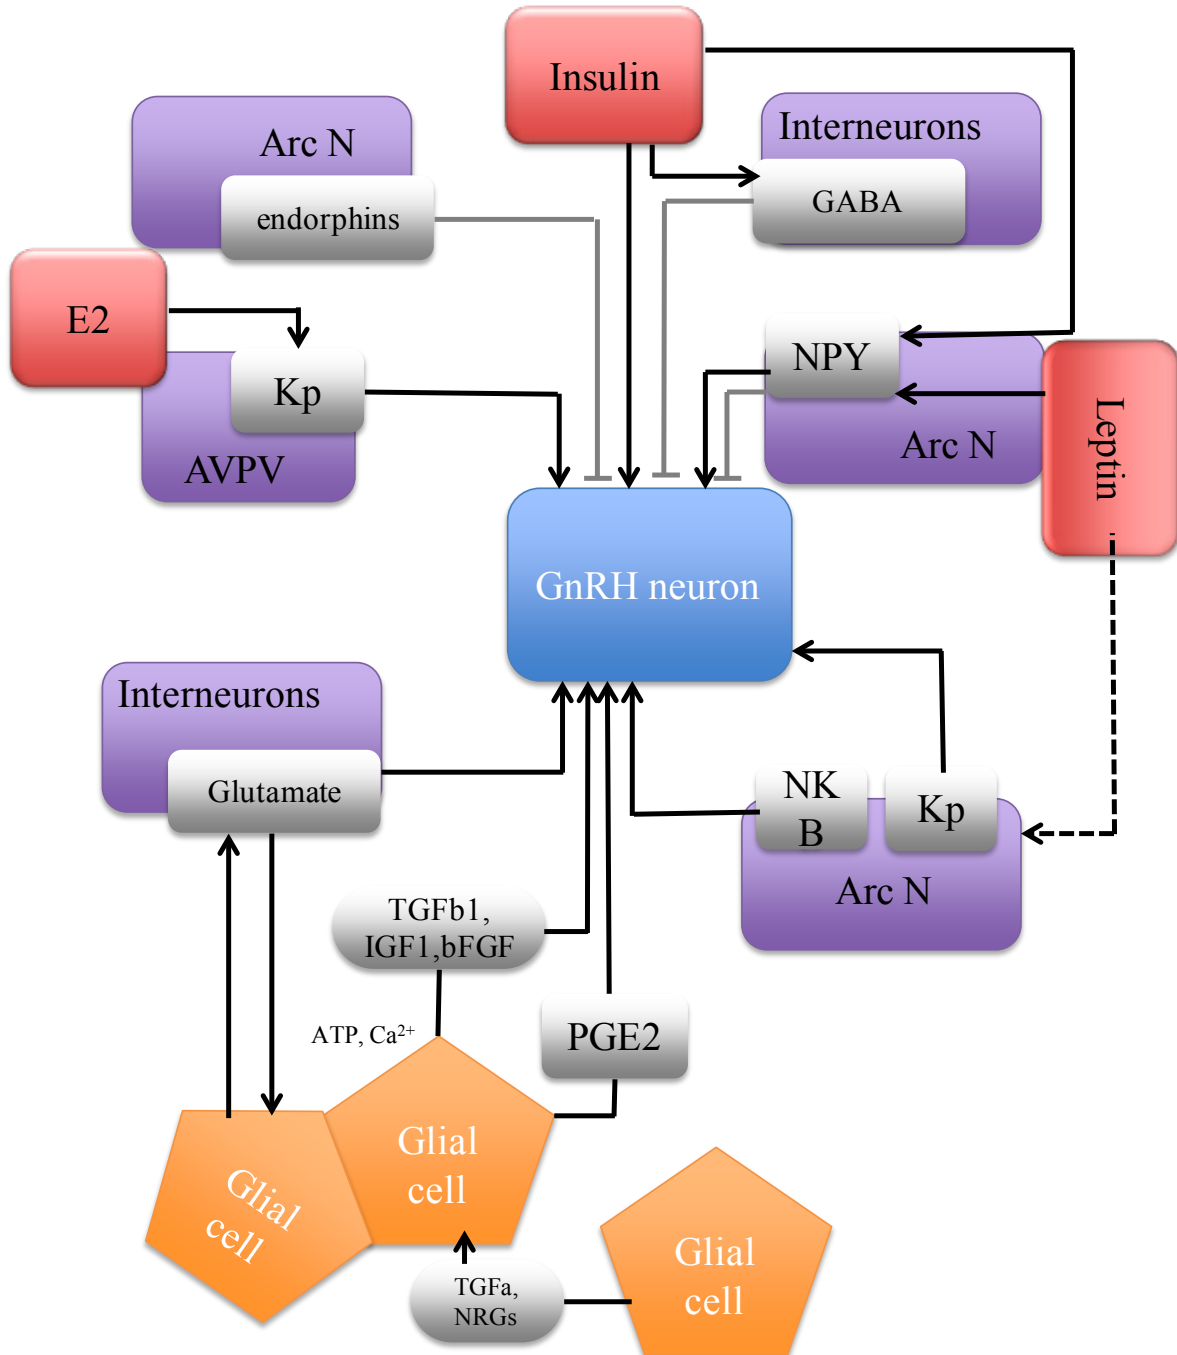 Insulin
Interneurons
GABA
Arc N
endorphins
E2
Kp
AVPV
NPY
Arc N
Leptin
GnRH neuron
Interneurons
Glutamate
NK
B
Kp
Arc N
TGFb1,
IGF1,bFGF
ATP, Ca²⁺
PGE2
Glial
cell
Glial
cell
Glial
cell
TGFa,
NRGs